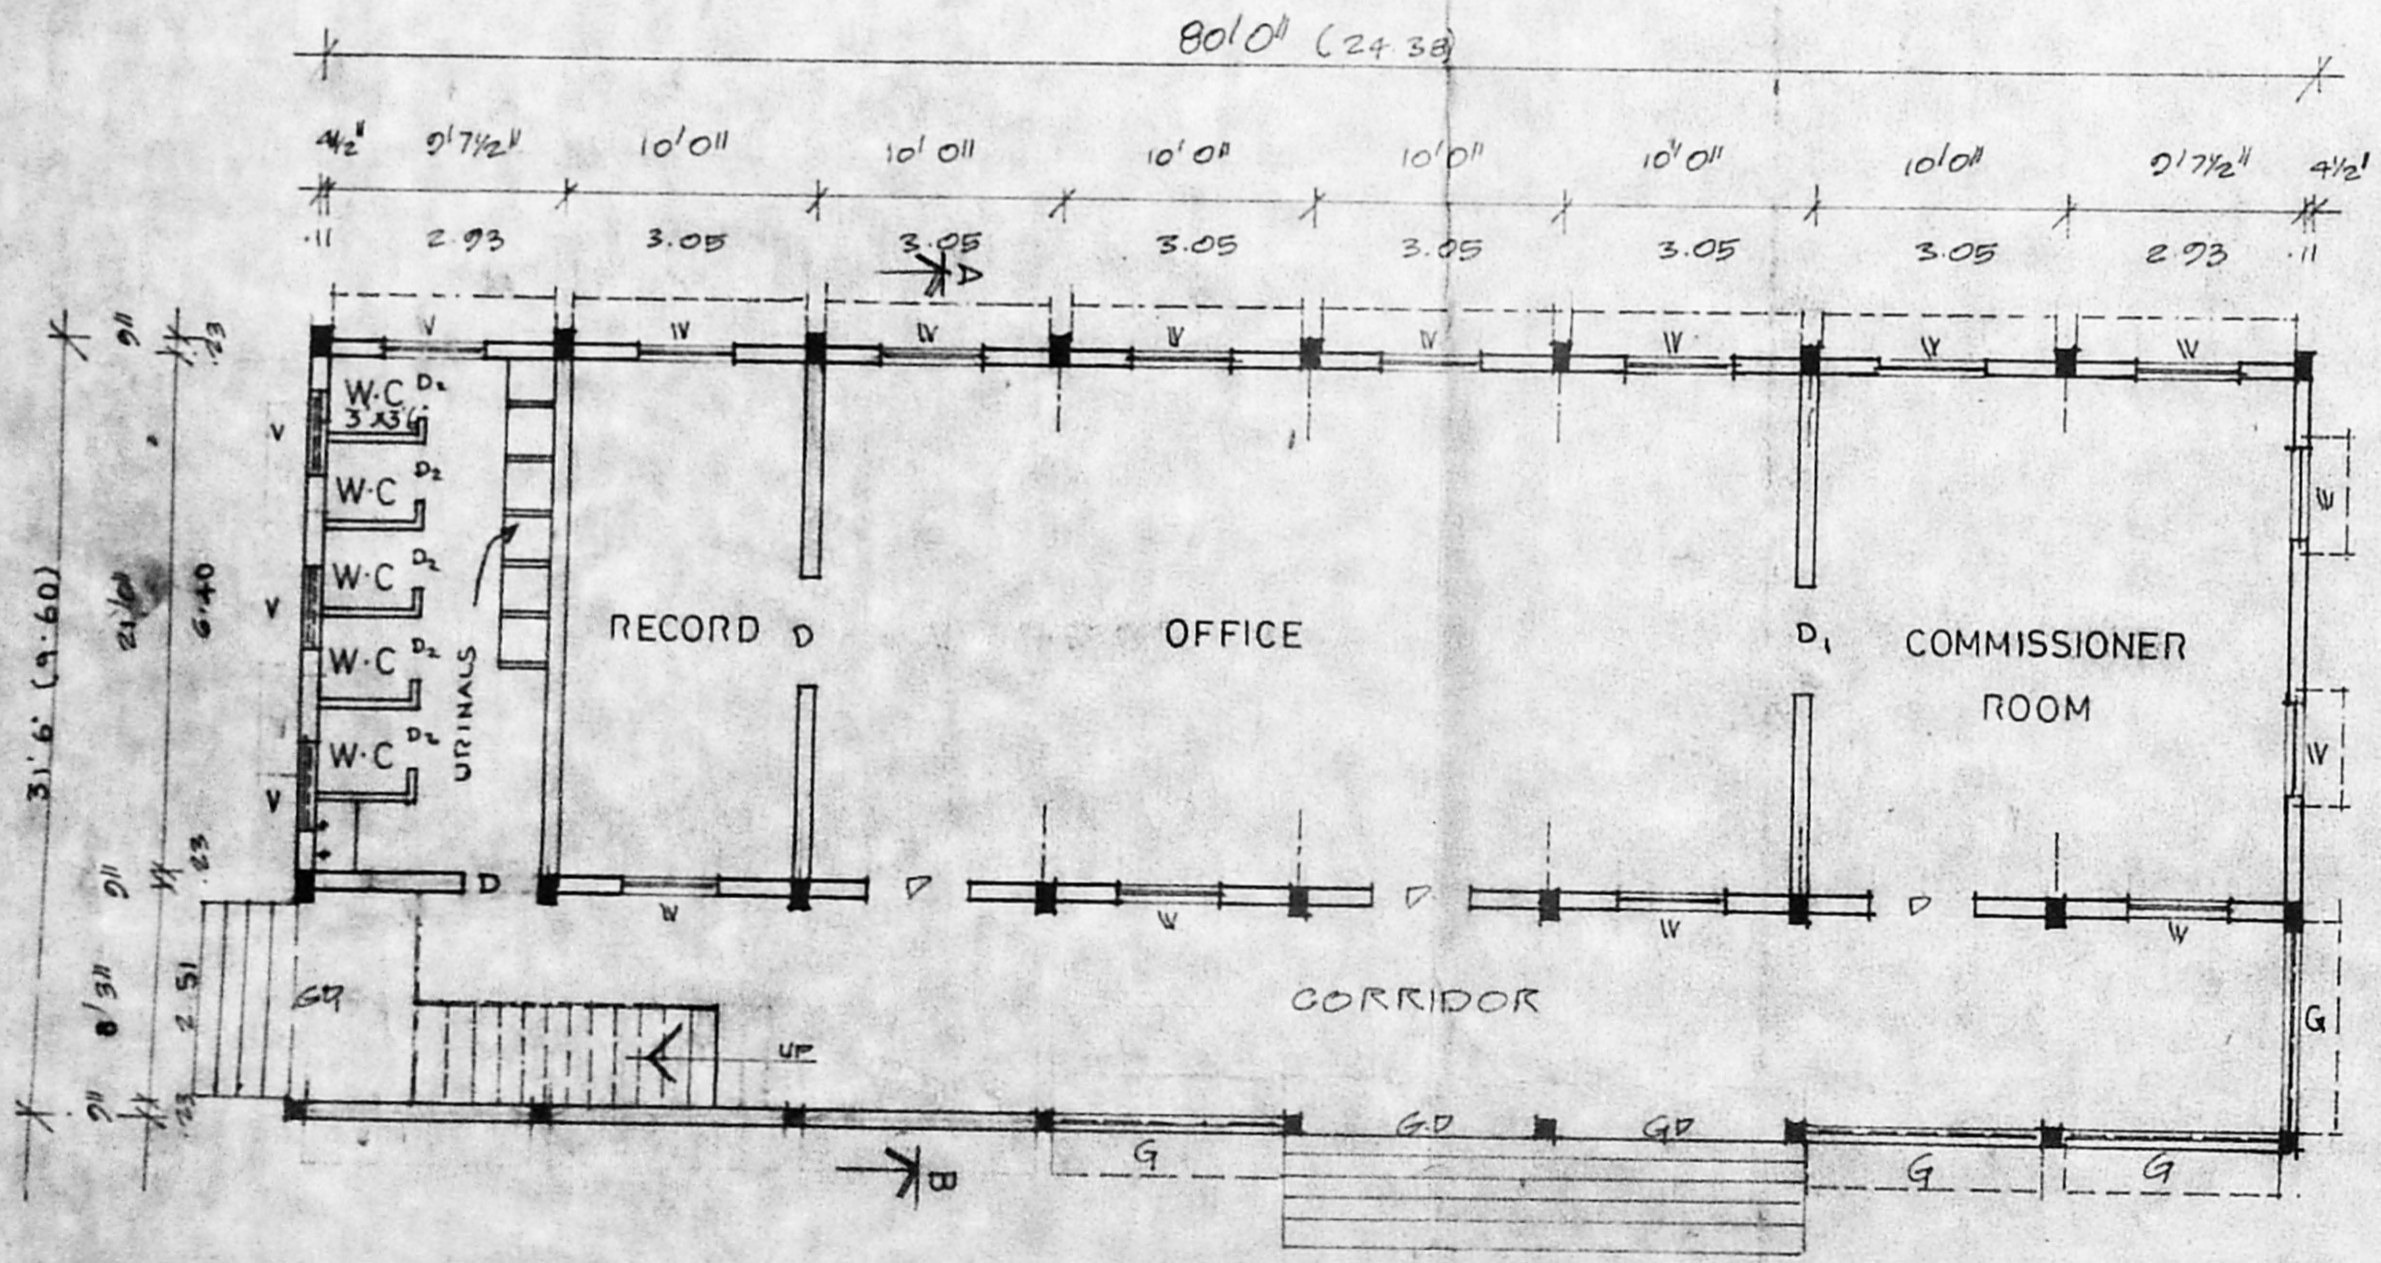 80'0" (24.38)
4½" 9'7½" 10'0" 10'0" 10'0" 10'0" 10'0" 10'0" 9'7½" 4½"
.11 2.93 3.05 3.05 3.05 3.05 3.05 3.05 2.93 .11
A
9" .23
V W W W W W W W
W.C D2
3'x3'6"
V
W.C D2
W
W.C D2
31'6" (9.60)
21'0" 6.40
V
RECORD D OFFICE D1 COMMISSIONER
ROOM
W.C D2
URINALS
W.C D2
W
V
9" .23
D D D D
W W W W
8'3" 2.51
GD CORRIDOR G
UP
9" .23
GD GD
G G G
B